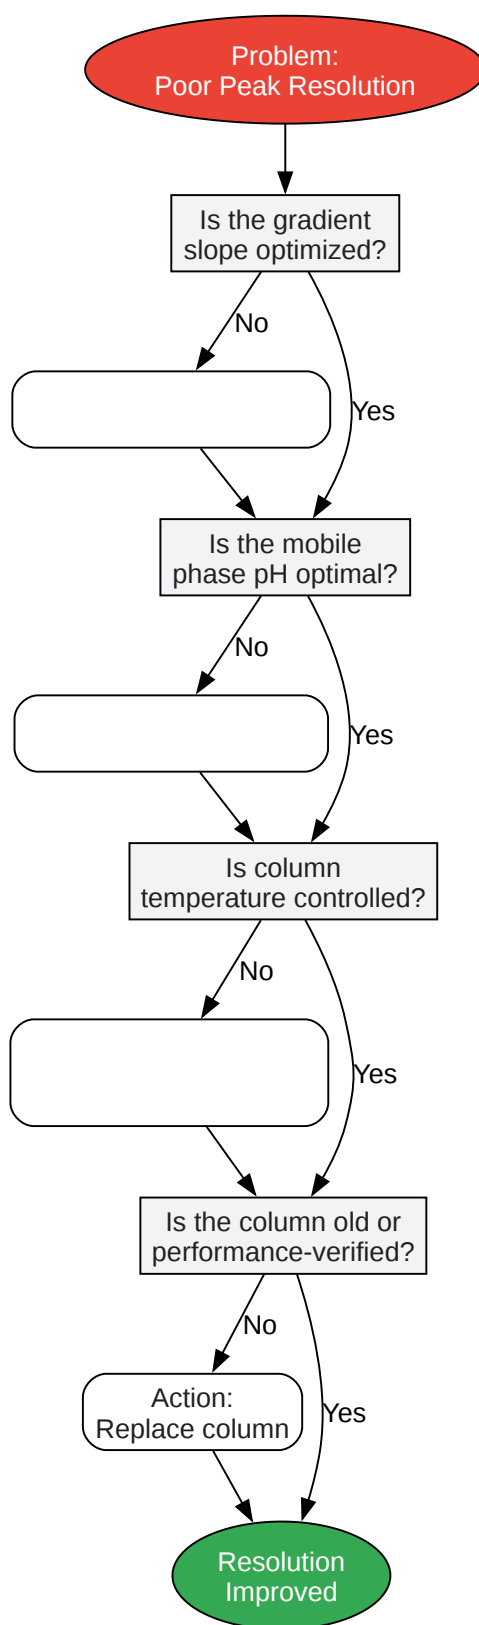 Problem:
Poor Peak Resolution
Is the gradient
slope optimized?
No
Yes
Is the mobile
phase pH optimal?
No
Yes
Is column
temperature controlled?
No
Yes
Is the column old or
performance-verified?
No
Action:
Replace column
Yes
Resolution
Improved